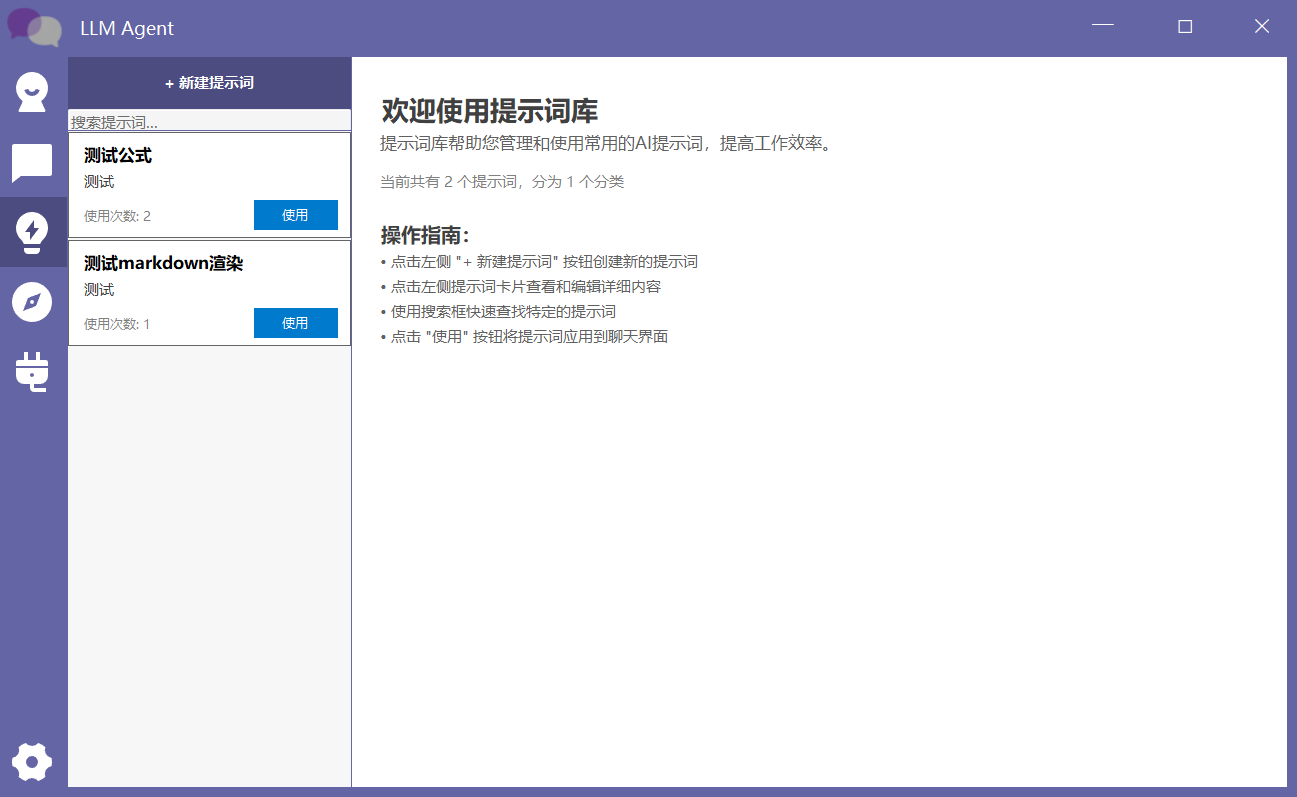 LLM Agent
+ 新建提示词
搜索提示词...
测试公式
测试
使用次数: 2
使用
测试markdown渲染
测试
使用次数: 1
使用
欢迎使用提示词库
提示词库帮助您管理和使用常用的AI提示词，提高工作效率。
当前共有 2 个提示词，分为 1 个分类
操作指南：
• 点击左侧 "+ 新建提示词" 按钮创建新的提示词
• 点击左侧提示词卡片查看和编辑详细内容
• 使用搜索框快速查找特定的提示词
• 点击 "使用" 按钮将提示词应用到聊天界面